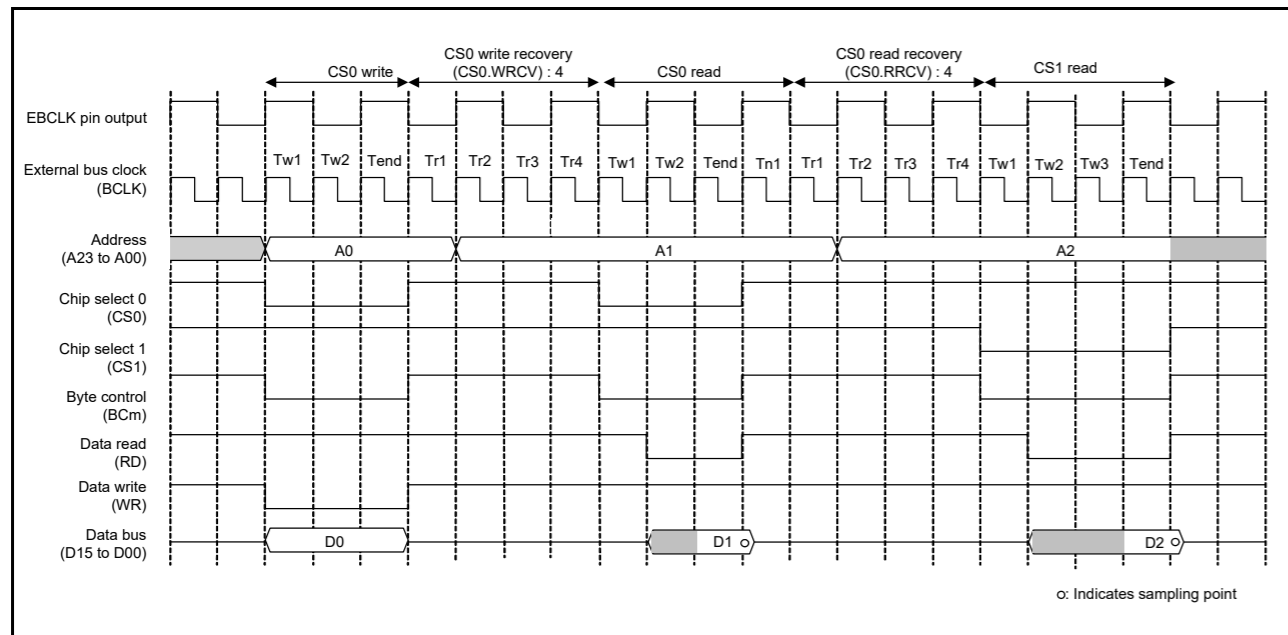 CS0 write
CS0 write recovery
(CS0.WRCV) : 4
CS0 read
CS0 read recovery
(CS0.RRCV) : 4
CS1 read
EBCLK pin output
External bus clock
(BCLK)
Tw1 Tw2 Tend Tr1 Tr2 Tr3 Tr4 Tw1 Tw2 Tend Tn1 Tr1 Tr2 Tr3 Tr4 Tw1 Tw2 Tw3 Tend
Address
(A23 to A00)
A0 A1 A2
Chip select 0
(CS0)
Chip select 1
(CS1)
Byte control
(BCm)
Data read
(RD)
Data write
(WR)
Data bus
(D15 to D00)
D0 D1 D2
o: Indicates sampling point